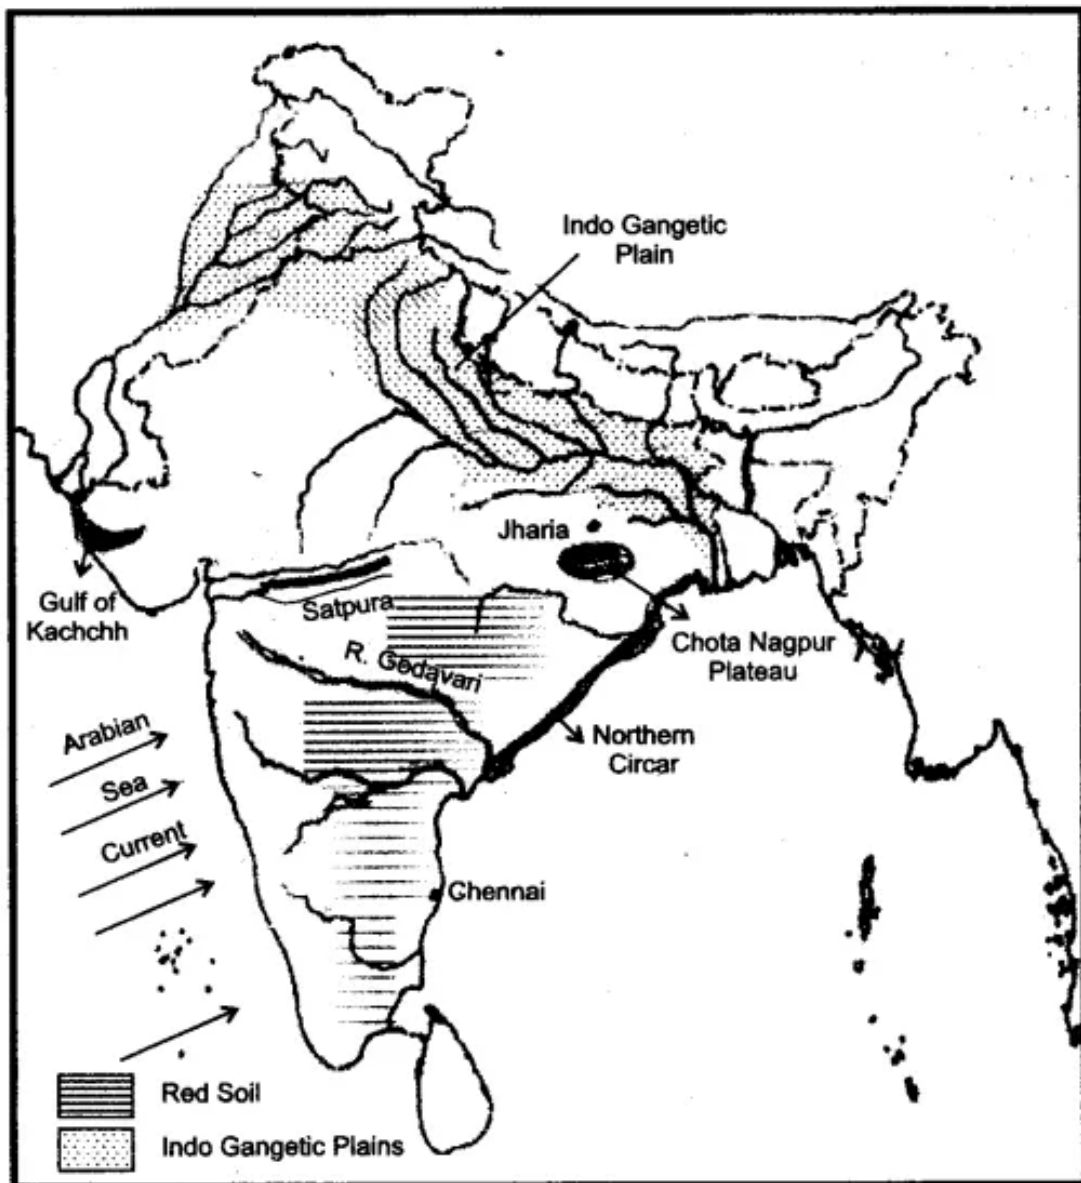 Indo Gangetic
Plain
Jharia
Gulf of
Kachchh
Satpura
Chota Nagpur
Plateau
R. Godavari
Northern
Circar
Arabian
Sea
Current
Chennai
Red Soil
Indo Gangetic Plains